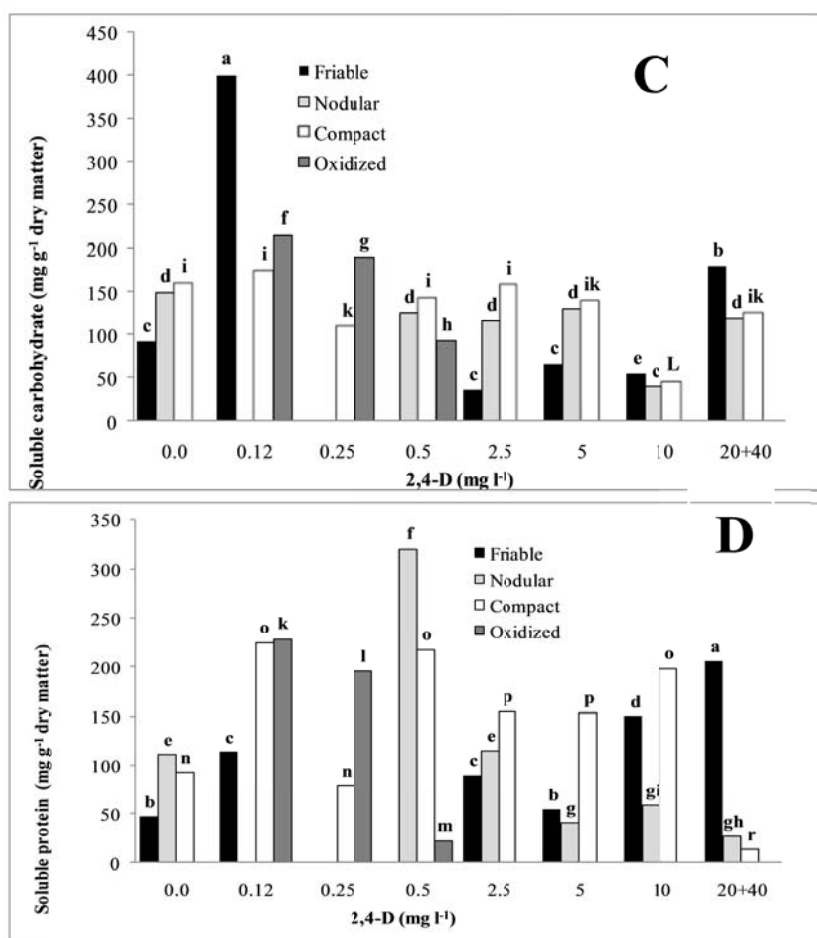 C
Soluble carbohydrate (mg g⁻¹ dry matter)
450
400
350
300
250
200
150
100
50
0
Friable
Nodular
Compact
Oxidized
c d i
a i f
k g
d i h
c d i
c d ik
e c L
b d ik
0.0 0.12 0.25 0.5 2.5 5 10 20+40
2,4-D (mg l⁻¹)
D
Soluble protein (mg g⁻¹ dry matter)
350
300
250
200
150
100
50
0
Friable
Nodular
Compact
Oxidized
b e n
c o k
n l
f o m
c e p
b g p
d gi o
a gh r
0.0 0.12 0.25 0.5 2.5 5 10 20+40
2,4-D (mg l⁻¹)